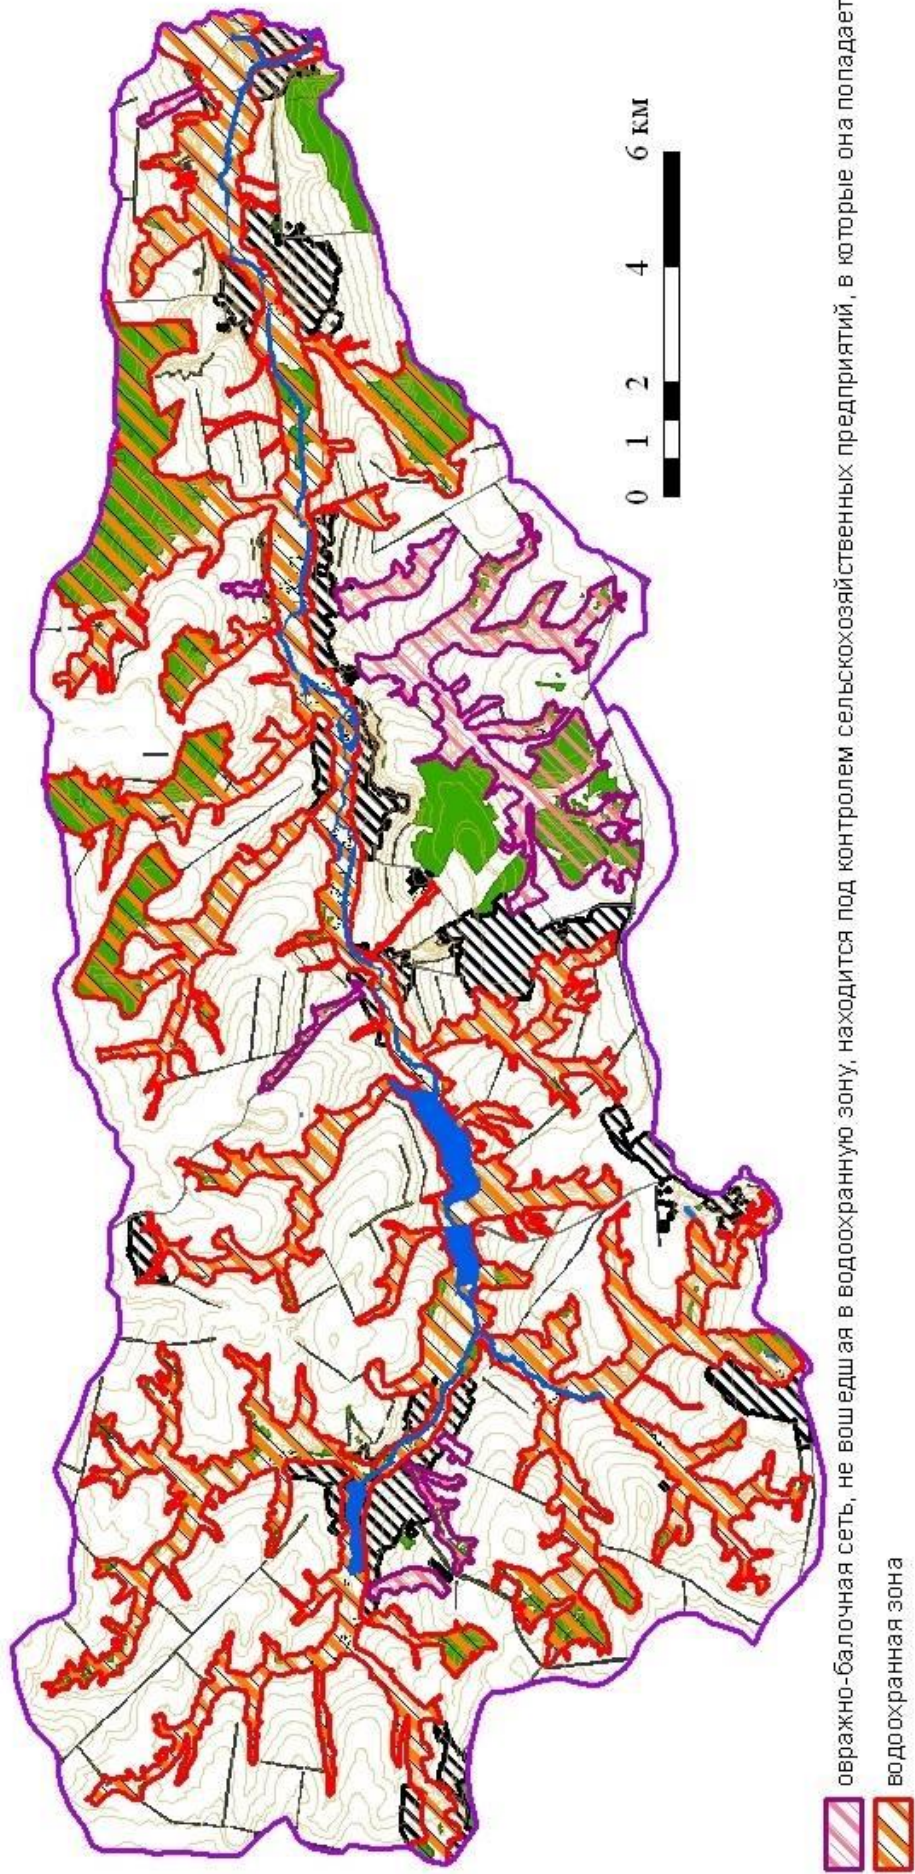 0 1 2 4 6 км
овражно-балочная сеть, не вошедшая в водоохранную зону, находится под контролем сельскохозяйственных предприятий, в которые она попадает
водоохранная зона